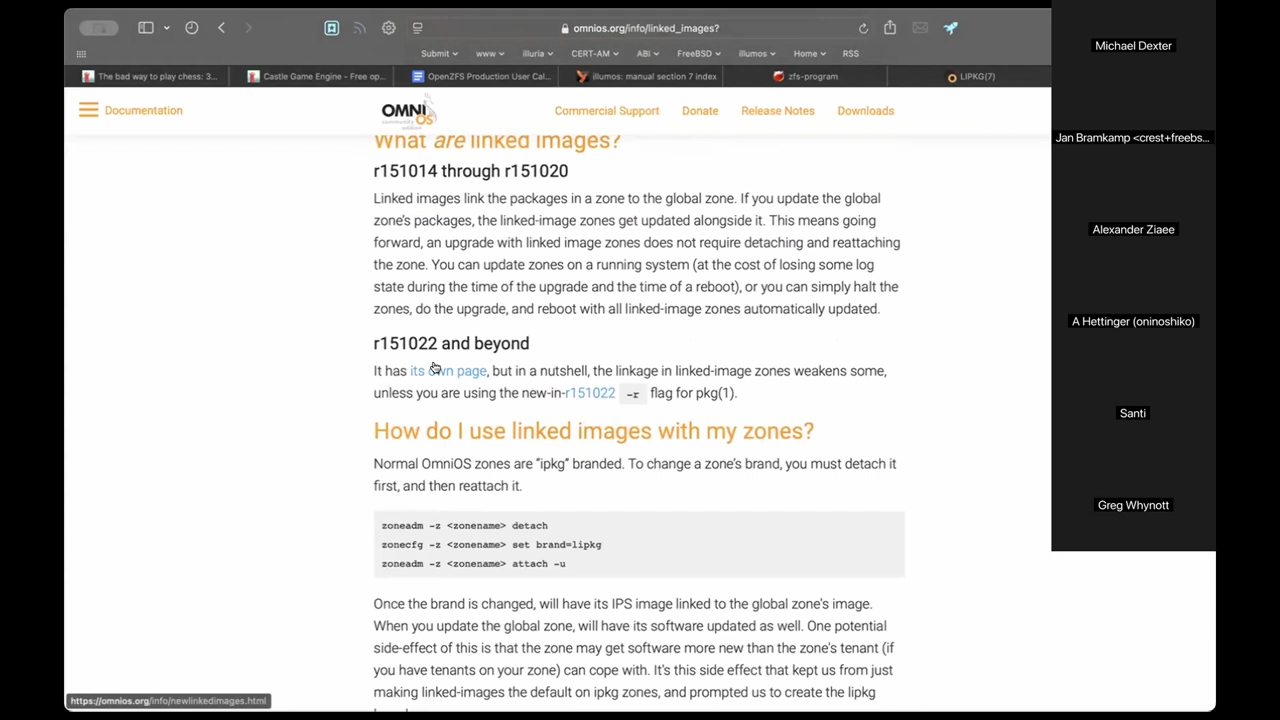 omnios.org/info/linked_images?
Submit www illuria CERT-AM ABI FreeBSD illumos Home RSS
The bad way to play chess: 3...
Castle Game Engine - Free op...
OpenZFS Production User Cal...
illumos: manual section 7 index
zfs-program
LIPKG(7)
Documentation
OMNI
OS
community
edition
Commercial Support
Donate
Release Notes
Downloads
What are linked images?
r151014 through r151020
Linked images link the packages in a zone to the global zone. If you update the global
zone's packages, the linked-image zones get updated alongside it. This means going
forward, an upgrade with linked image zones does not require detaching and reattaching
the zone. You can update zones on a running system (at the cost of losing some log
state during the time of the upgrade and the time of a reboot), or you can simply halt the
zones, do the upgrade, and reboot with all linked-image zones automatically updated.
r151022 and beyond
It has its own page, but in a nutshell, the linkage in linked-image zones weakens some,
unless you are using the new-in-r151022 -r flag for pkg(1).
How do I use linked images with my zones?
Normal OmniOS zones are "ipkg" branded. To change a zone's brand, you must detach it
first, and then reattach it.
zoneadm -z <zonename> detach
zonecfg -z <zonename> set brand=lipkg
zoneadm -z <zonename> attach -u
Once the brand is changed, will have its IPS image linked to the global zone's image.
When you update the global zone, will have its software updated as well. One potential
side-effect of this is that the zone may get software more new than the zone's tenant (if
you have tenants on your zone) can cope with. It's this side effect that kept us from just
making linked-images the default on ipkg zones, and prompted us to create the lipkg
https://omnios.org/info/newlinkedimages.html
Michael Dexter
Jan Bramkamp <crest+freebs...
Alexander Ziaee
A Hettinger (oninoshiko)
Santi
Greg Whynott